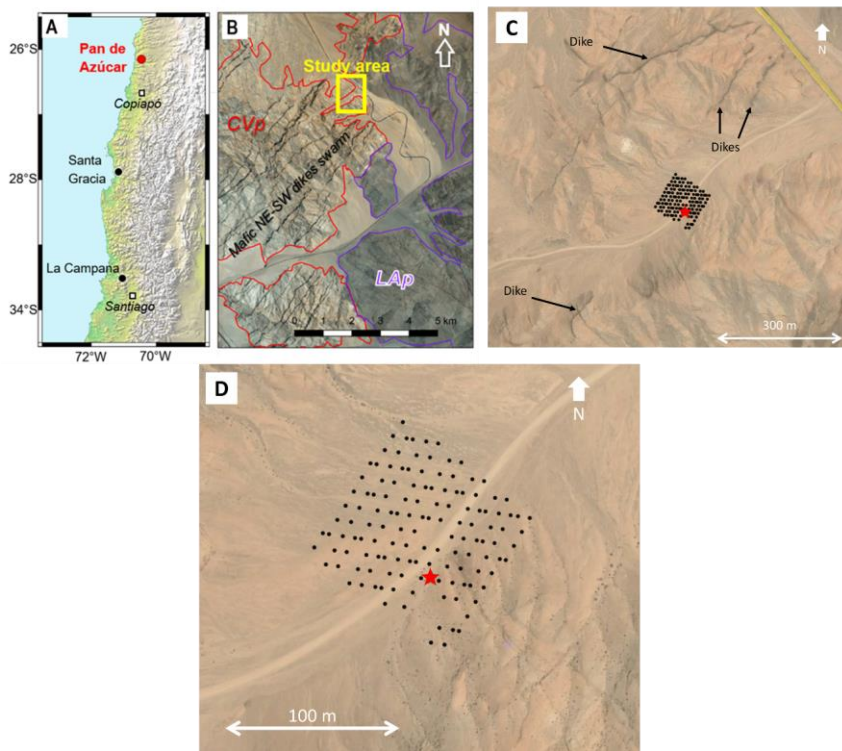 A
26°S
Pan de
Azúcar
Copiapó
Santa
Gracia
28°S
La Campana
Santiago
34°S
72°W
70°W
B
N
Study area
CVp
Mafic NE-SW dikes swarm
LAp
0 1 2 3 4 5 km
C
N
Dike
Dikes
Dike
300 m
D
N
100 m